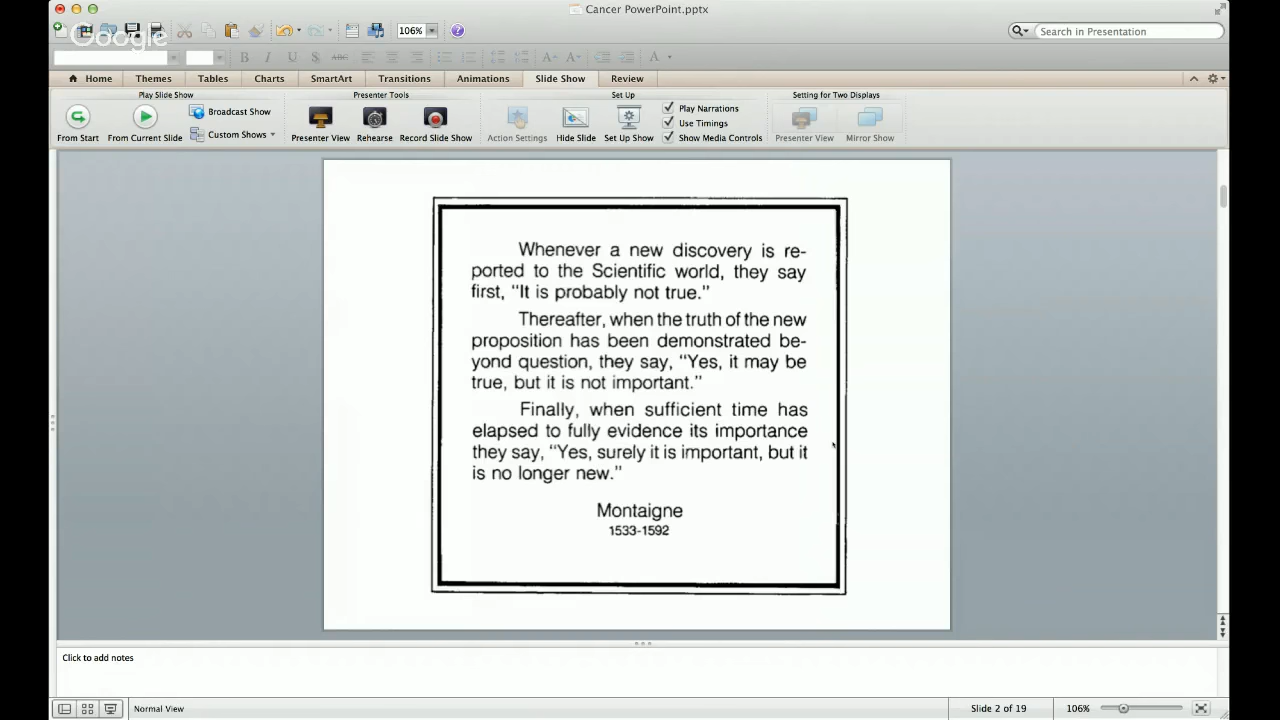 Cancer PowerPoint.pptx
Google
106%
Search in Presentation
Home Themes Tables Charts SmartArt Transitions Animations Slide Show Review
Play Slide Show Presenter Tools Set Up Setting for Two Displays
From Start From Current Slide Broadcast Show Custom Shows Presenter View Rehearse Record Slide Show Action Settings Hide Slide Set Up Show Play Narrations Use Timings Show Media Controls Presenter View Mirror Show
Whenever a new discovery is re-
ported to the Scientific world, they say
first, "It is probably not true."
Thereafter, when the truth of the new
proposition has been demonstrated be-
yond question, they say, "Yes, it may be
true, but it is not important."
Finally, when sufficient time has
elapsed to fully evidence its importance
they say, "Yes, surely it is important, but it
is no longer new."
Montaigne
1533-1592
Click to add notes
Normal View Slide 2 of 19 106%